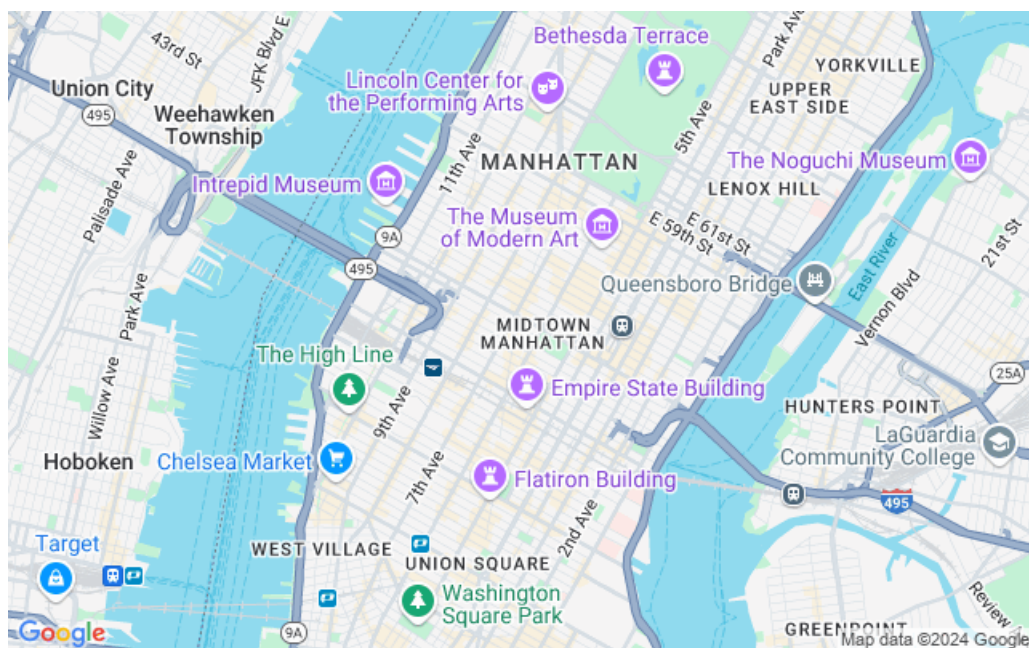 43rd St
JFK Blvd E
Bethesda Terrace
Park Ave
YORKVILLE
Union City
495
Weehawken
Township
Lincoln Center for
the Performing Arts
UPPER
EAST SIDE
5th Ave
11th Ave
MANHATTAN
The Noguchi Museum
Intrepid Museum
LENOX HILL
Palisade Ave
The Museum
of Modern Art
E 61st St
E 59th St
21st St
9A
495
East River
Queensboro Bridge
Vernon Blvd
Park Ave
MIDTOWN
MANHATTAN
The High Line
25A
Empire State Building
Willow Ave
9th Ave
HUNTERS POINT
LaGuardia
Community College
Hoboken
Chelsea Market
7th Ave
Flatiron Building
495
2nd Ave
Target
WEST VILLAGE
UNION SQUARE
Washington
Square Park
Review A
9A
GREENPOINT
Google
Map data ©2024 Google